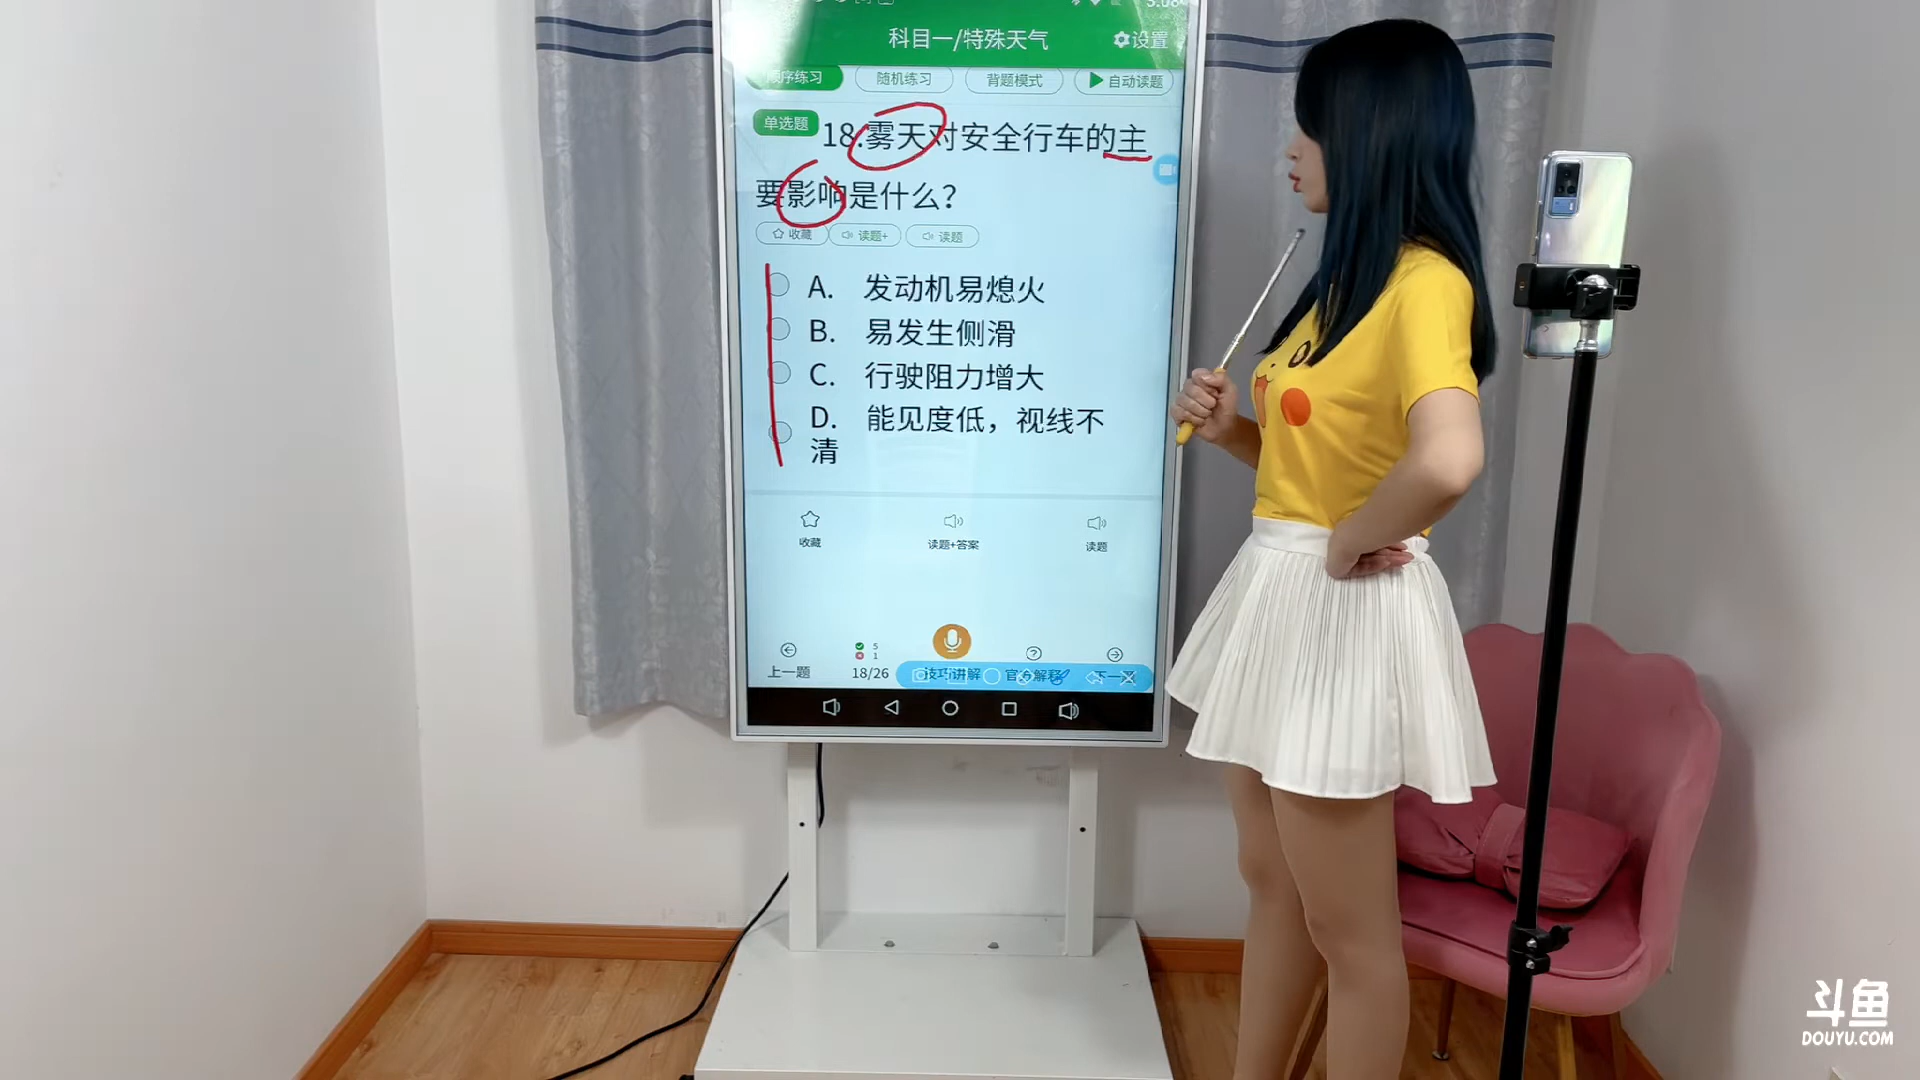 科目一/特殊天气
设置
顺序练习 随机练习 背题模式 自动读题
单选题 18.雾天对安全行车的主
要影响是什么?
收藏 读题+ 读题
A. 发动机易熄火
B. 易发生侧滑
C. 行驶阻力增大
D. 能见度低，视线不
清
收藏 读题+答案 读题
5
1
上一题 18/26 技巧讲解 官方解释 下一
斗鱼
DOUYU.COM